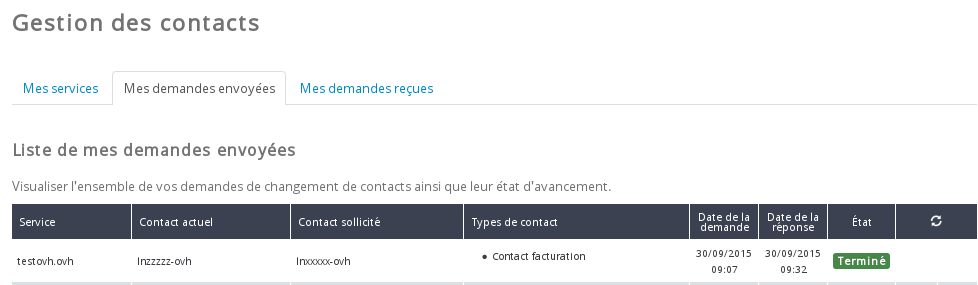 Gestion des contacts
Mes services Mes demandes envoyées Mes demandes reçues
Liste de mes demandes envoyées
Visualiser l'ensemble de vos demandes de changement de contacts ainsi que leur état d'avancement.
Service Contact actuel Contact sollicité Types de contact Date de la demande Date de la réponse État
testovh.ovh lnzzzzz-ovh lnxxxxx-ovh • Contact facturation 30/09/2015 09:07 30/09/2015 09:32 Terminé